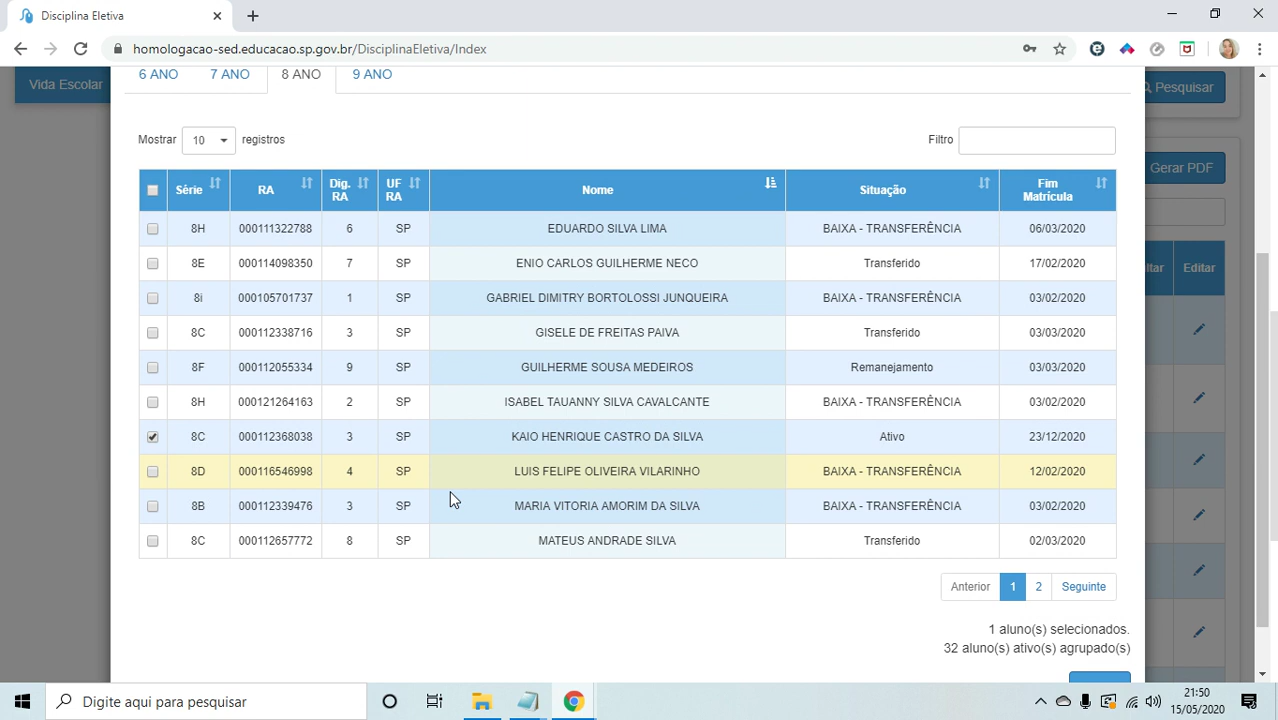 Disciplina Eletiva
homologacao-sed.educacao.sp.gov.br/DisciplinaEletiva/Index
Vida Escolar
6 ANO 7 ANO 8 ANO 9 ANO
Pesquisar
Mostrar 10 registros
Filtro
Gerar PDF
Série RA Dig. RA UF RA Nome Situação Fim Matrícula
8H 000111322788 6 SP EDUARDO SILVA LIMA BAIXA - TRANSFERÊNCIA 06/03/2020
8E 000114098350 7 SP ENIO CARLOS GUILHERME NECO Transferido 17/02/2020
tar Editar
8i 000105701737 1 SP GABRIEL DIMITRY BORTOLOSSI JUNQUEIRA BAIXA - TRANSFERÊNCIA 03/02/2020
8C 000112338716 3 SP GISELE DE FREITAS PAIVA Transferido 03/03/2020
8F 000112055334 9 SP GUILHERME SOUSA MEDEIROS Remanejamento 03/03/2020
8H 000121264163 2 SP ISABEL TAUANNY SILVA CAVALCANTE BAIXA - TRANSFERÊNCIA 03/02/2020
8C 000112368038 3 SP KAIO HENRIQUE CASTRO DA SILVA Ativo 23/12/2020
8D 000116546998 4 SP LUIS FELIPE OLIVEIRA VILARINHO BAIXA - TRANSFERÊNCIA 12/02/2020
8B 000112339476 3 SP MARIA VITORIA AMORIM DA SILVA BAIXA - TRANSFERÊNCIA 03/02/2020
8C 000112657772 8 SP MATEUS ANDRADE SILVA Transferido 02/03/2020
Anterior 1 2 Seguinte
1 aluno(s) selecionados.
32 aluno(s) ativo(s) agrupado(s)
Digite aqui para pesquisar
21:50
15/05/2020